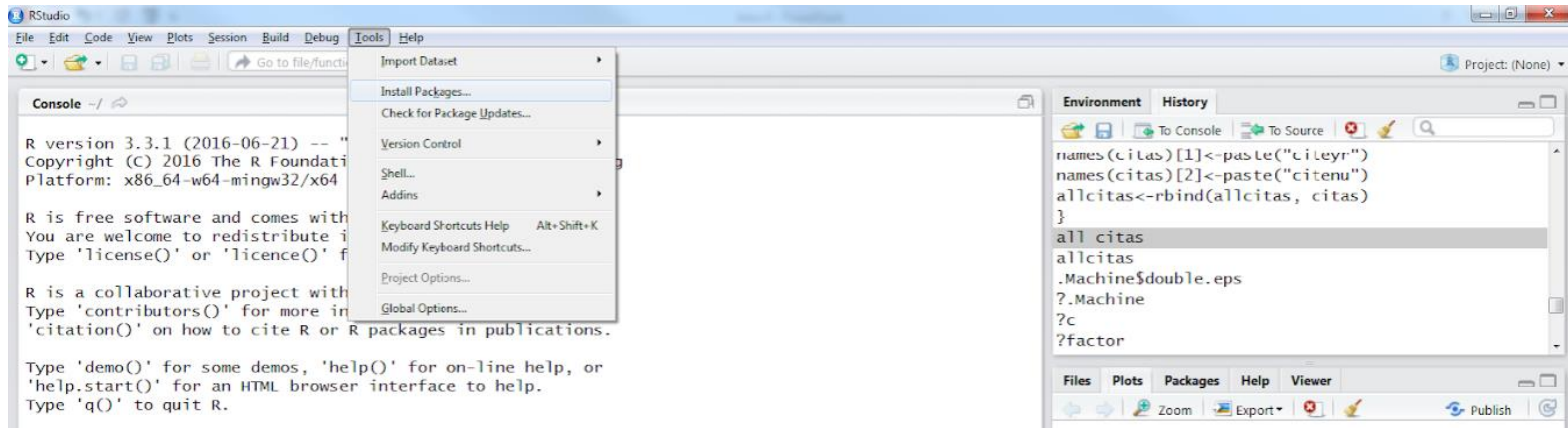 RStudio
File Edit Code View Plots Session Build Debug Tools Help
Go to file/functi
Project: (None)
Import Dataset
Install Packages...
Check for Package Updates...
Version Control
Shell...
Addins
Keyboard Shortcuts Help Alt+Shift+K
Modify Keyboard Shortcuts...
Project Options...
Global Options...
Console ~/
R version 3.3.1 (2016-06-21) -- "
Copyright (C) 2016 The R Foundati g
Platform: x86_64-w64-mingw32/x64
R is free software and comes with
You are welcome to redistribute i
Type 'license()' or 'licence()' f
R is a collaborative project with
Type 'contributors()' for more in
'citation()' on how to cite R or R packages in publications.
Type 'demo()' for some demos, 'help()' for on-line help, or
'help.start()' for an HTML browser interface to help.
Type 'q()' to quit R.
Environment History
To Console To Source
names(citas)[1]<-paste("citeyr")
names(citas)[2]<-paste("citenu")
allcitas<-rbind(allcitas, citas)
}
all citas
allcitas
.Machine$double.eps
?.Machine
?c
?factor
Files Plots Packages Help Viewer
Zoom Export Publish